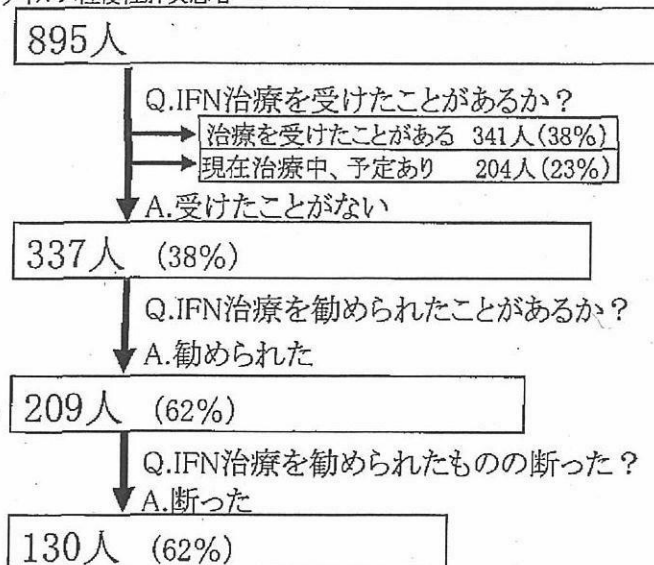 895人
Q.IFN治療を受けたことがあるか？
治療を受けたことがある 341人(38%)
現在治療中、予定あり 204人(23%)
A.受けたことがない
337人 (38%)
Q.IFN治療を勧められたことがあるか？
A.勧められた
209人 (62%)
Q.IFN治療を勧められたものの断った？
A.断った
130人 (62%)